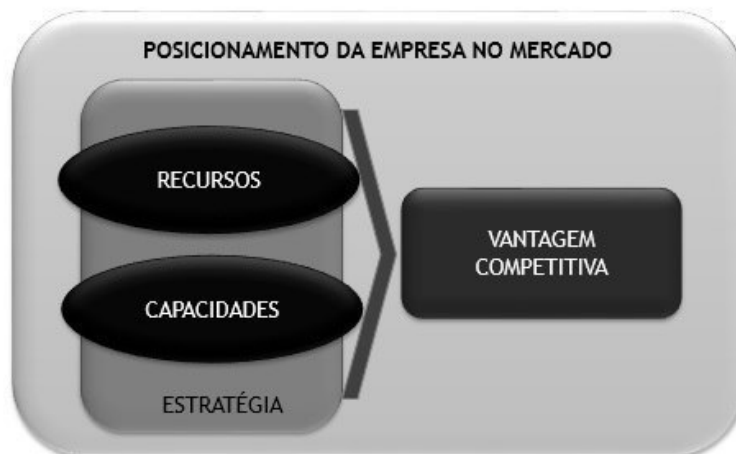 POSICIONAMENTO DA EMPRESA NO MERCADO
RECURSOS
CAPACIDADES
ESTRATÉGIA
VANTAGEM
COMPETITIVA